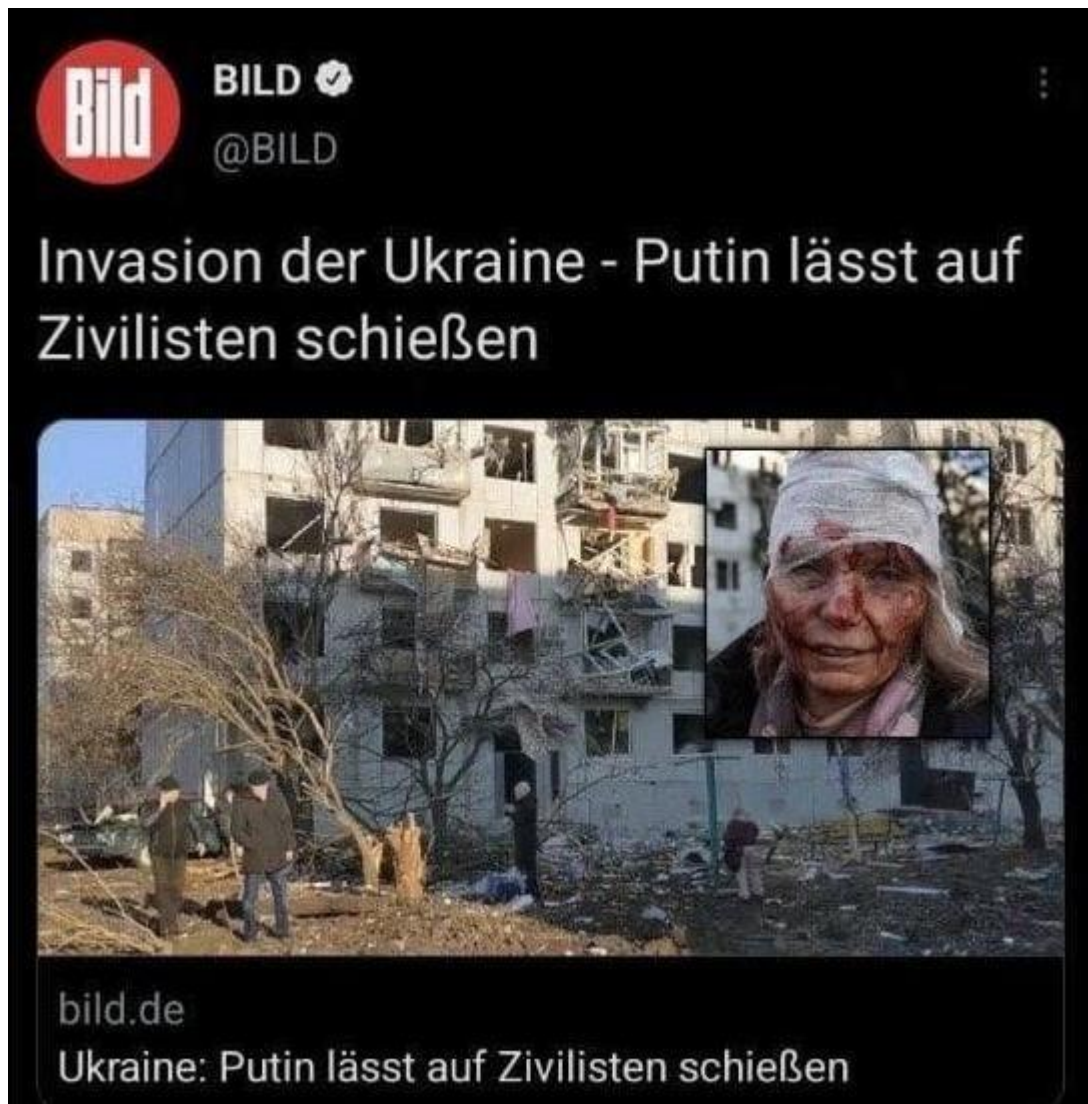 Bild
BILD
@BILD
Invasion der Ukraine - Putin lässt auf
Zivilisten schießen
bild.de
Ukraine: Putin lässt auf Zivilisten schießen